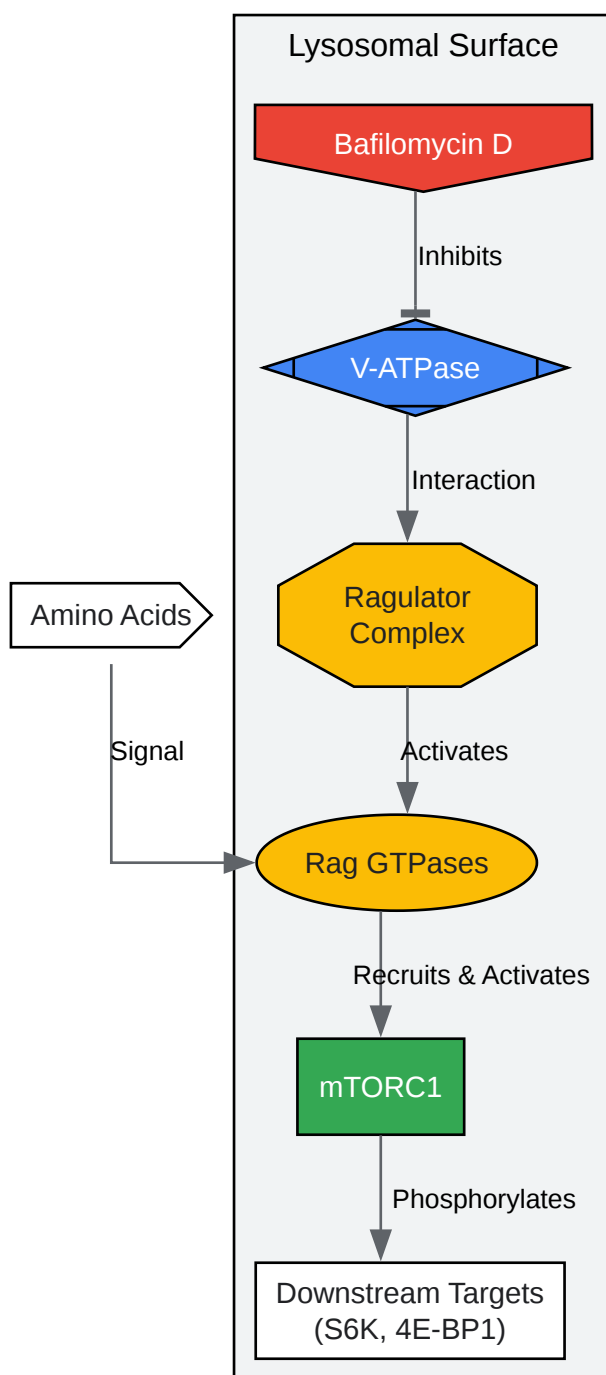 Lysosomal Surface
Bafilomycin D
Inhibits
V-ATPase
Interaction
Ragulator
Complex
Amino Acids
Signal
Activates
Rag GTPases
Recruits & Activates
mTORC1
Phosphorylates
Downstream Targets
(S6K, 4E-BP1)